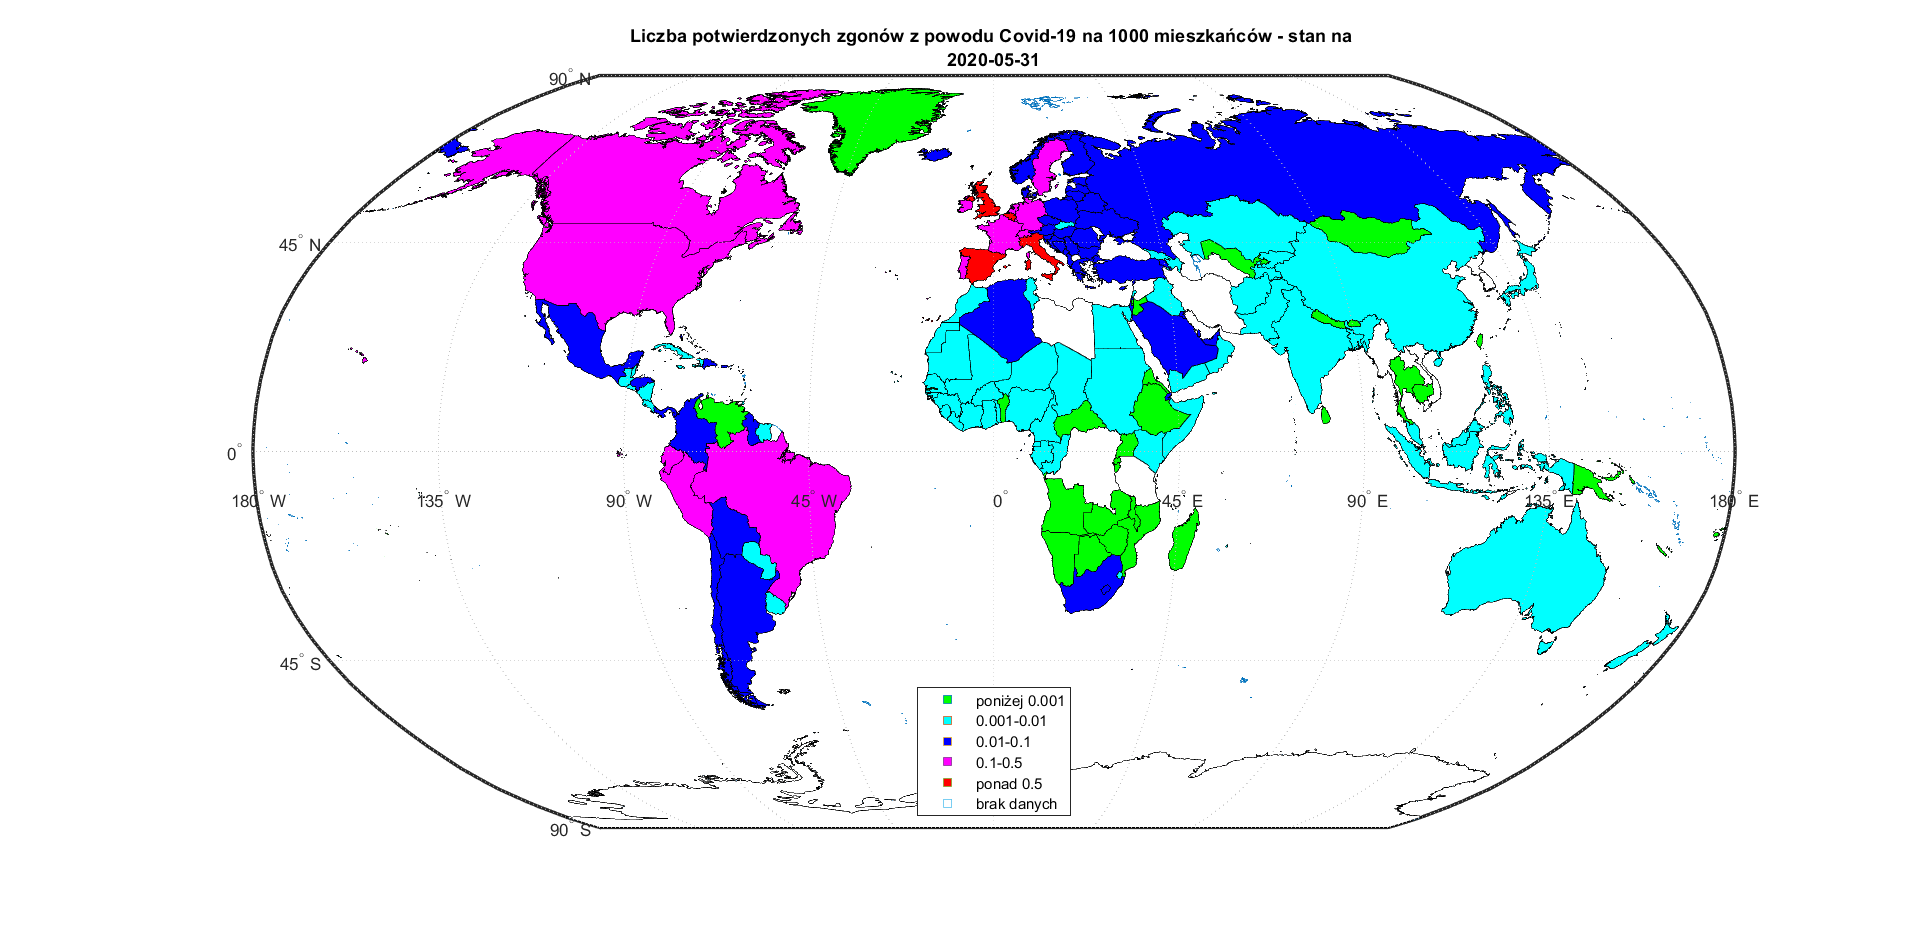 Liczba potwierdzonych zgonów z powodu Covid-19 na 1000 mieszkańców - stan na
2020-05-31
90° N
45° N
0°
180° W
135° W
90° W
45° W
0°
45° E
90° E
135° E
180° E
45° S
90° S
poniżej 0.001
0.001-0.01
0.01-0.1
0.1-0.5
ponad 0.5
brak danych